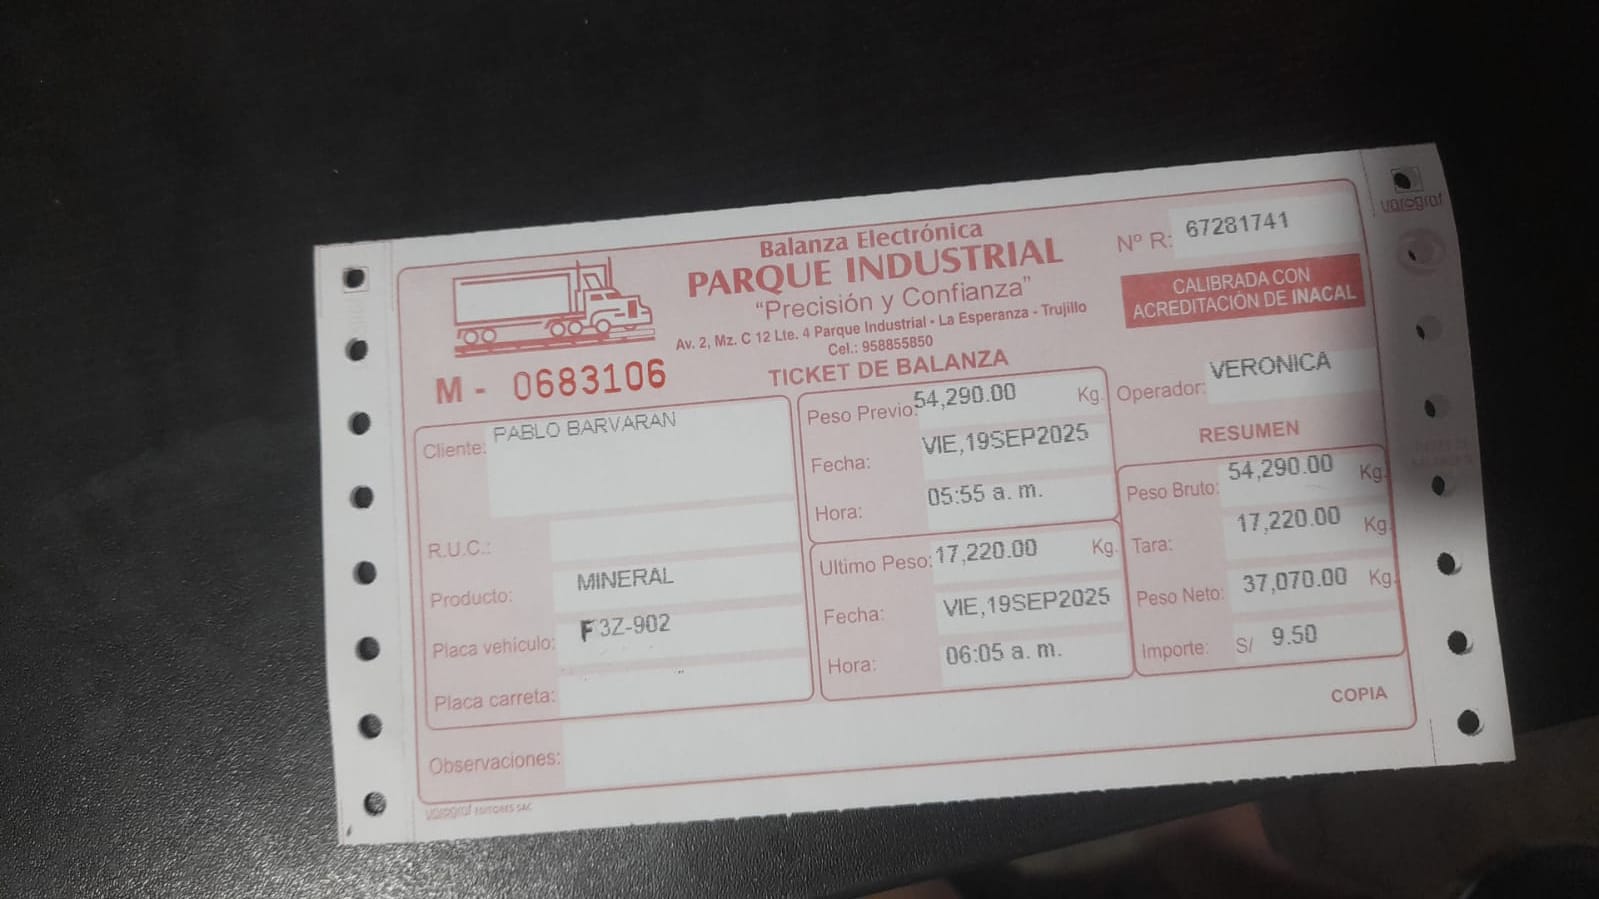 Balanza Electrónica
PARQUE INDUSTRIAL
"Precisión y Confianza"
Av. 2, Mz. C 12 Lte. 4 Parque Industrial - La Esperanza - Trujillo
Cel.: 958855850
TICKET DE BALANZA
Nº R: 67281741
CALIBRADA CON
ACREDITACIÓN DE INACAL
M - 0683106
Operador: VERONICA
Cliente: PABLO BARVARAN
R.U.C.:
Producto: MINERAL
Placa vehículo: F3Z-902
Placa carreta:
Observaciones:
Peso Previo: 54,290.00 Kg.
Fecha: VIE,19SEP2025
Hora: 05:55 a. m.
Ultimo Peso: 17,220.00 Kg.
Fecha: VIE,19SEP2025
Hora: 06:05 a. m.
RESUMEN
Peso Bruto: 54,290.00 Kg.
Tara: 17,220.00 Kg.
Peso Neto: 37,070.00 Kg.
Importe: S/ 9.50
COPIA
varograf EDITORES SAC
varograf